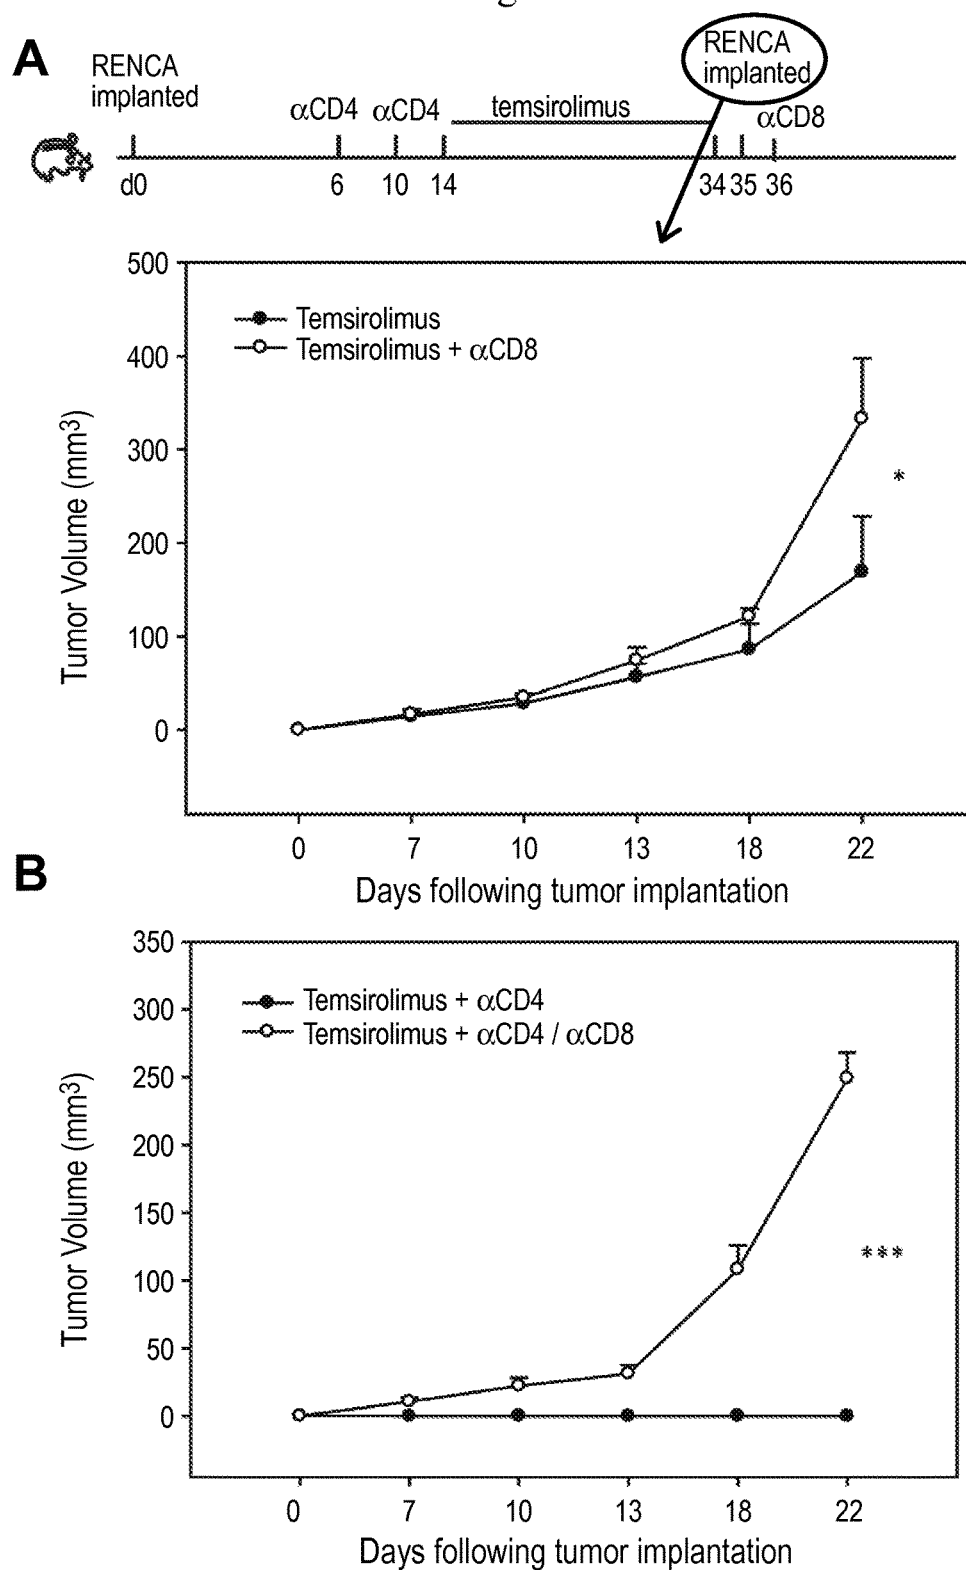 g
A
RENCA
implanted
RENCA
implanted
αCD4 αCD4 temsirolimus αCD8
d0 6 10 14 34 35 36
500
400
300
200
100
0
Tumor Volume (mm³)
Temsirolimus
Temsirolimus + αCD8
*
0 7 10 13 18 22
Days following tumor implantation
B
350
300
250
200
150
100
50
0
Tumor Volume (mm³)
Temsirolimus + αCD4
Temsirolimus + αCD4 / αCD8
***
0 7 10 13 18 22
Days following tumor implantation